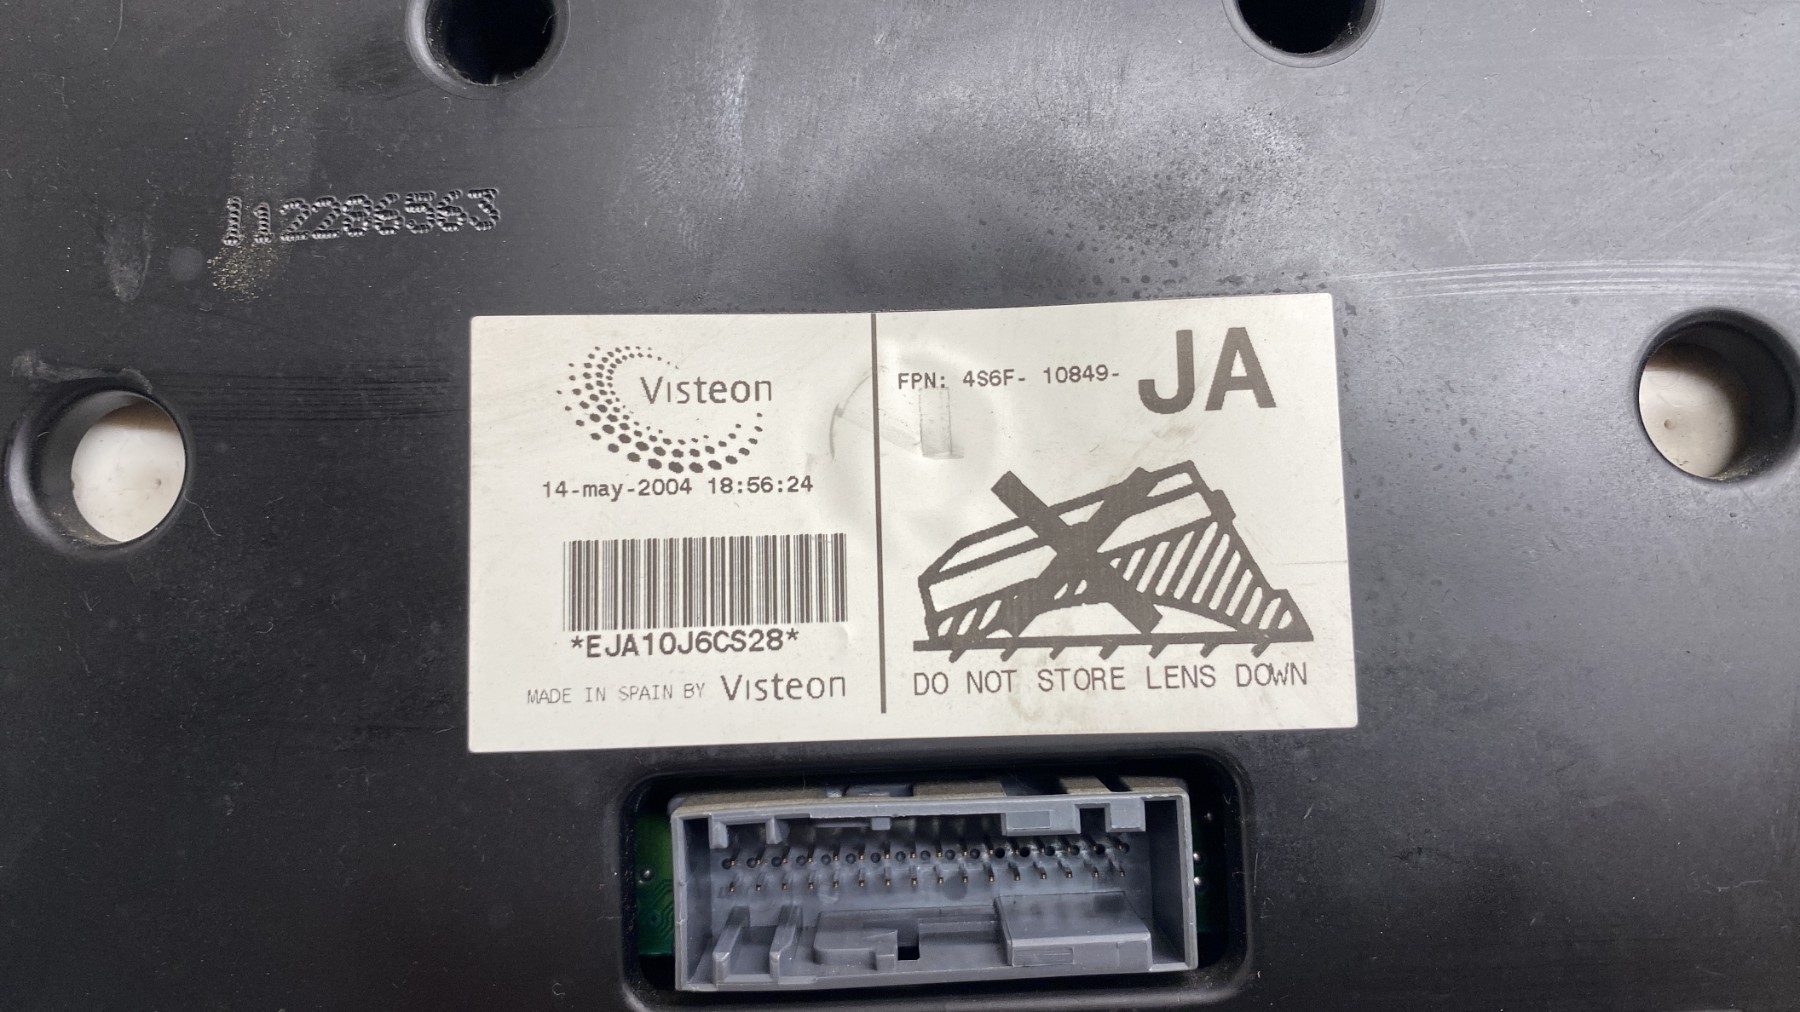 112286563
Visteon
14-may-2004 18:56:24
*EJA10J6CS28*
MADE IN SPAIN BY Visteon
FPN: 4S6F- 10849- JA
DO NOT STORE LENS DOWN